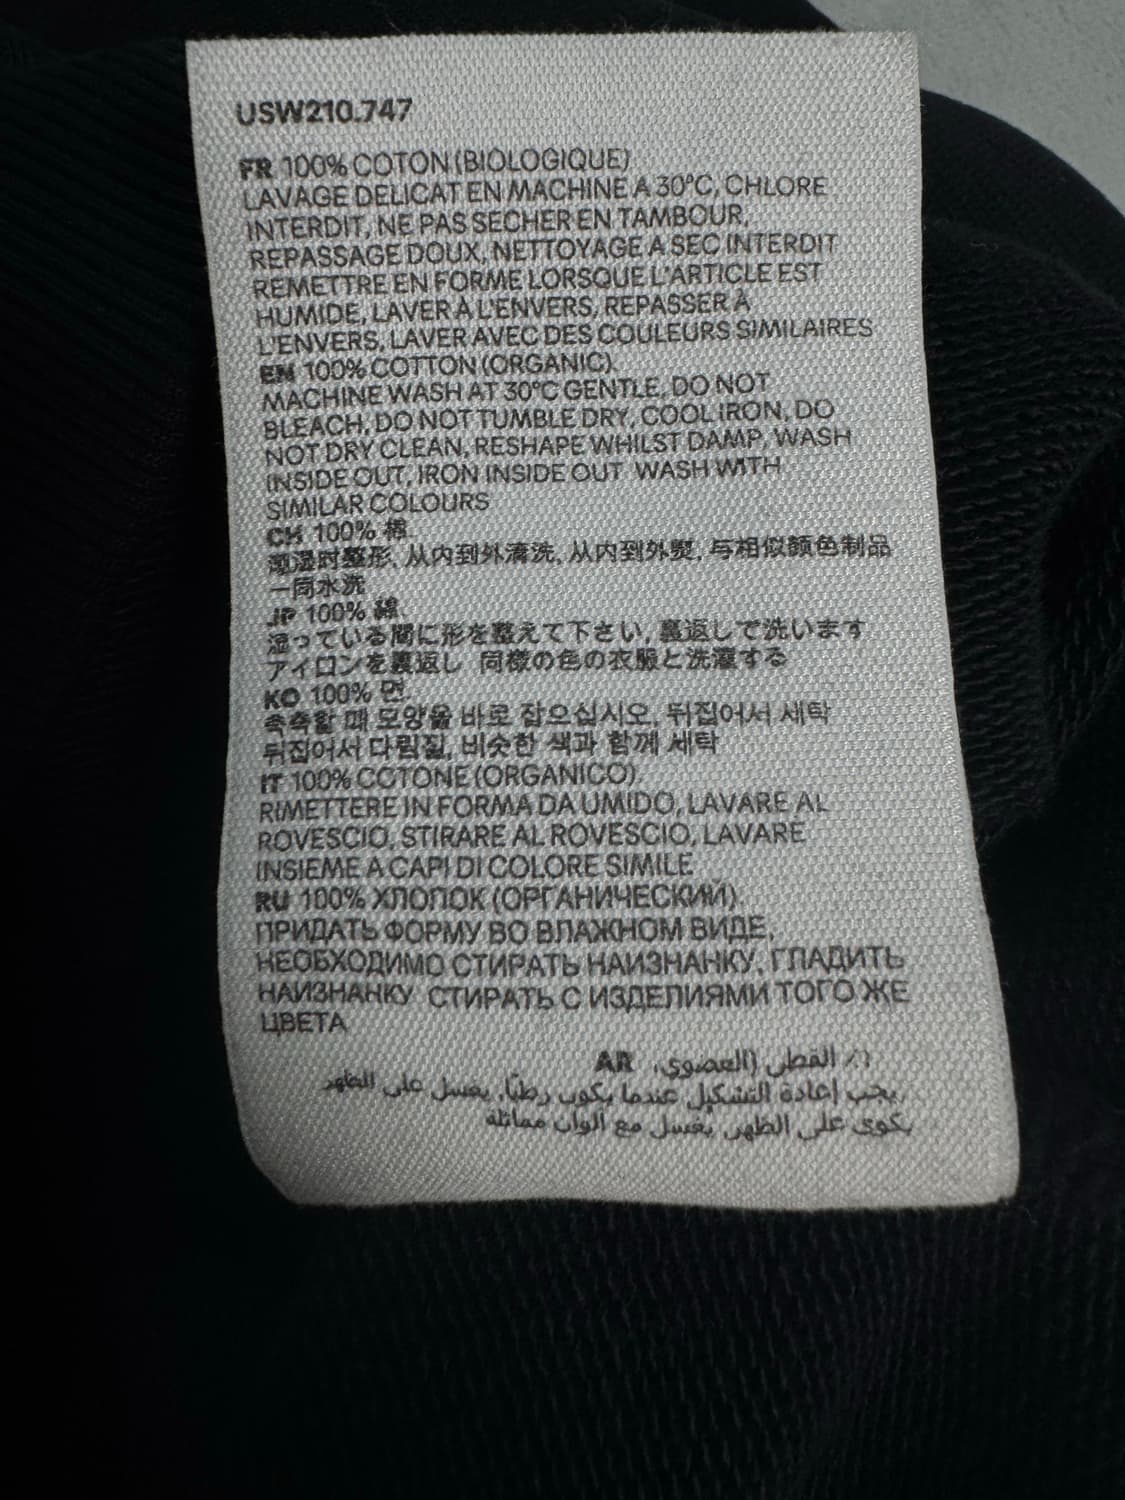 USW210.747
FR 100% COTON (BIOLOGIQUE)
LAVAGE DELICAT EN MACHINE A 30°C, CHLORE
INTERDIT, NE PAS SECHER EN TAMBOUR,
REPASSAGE DOUX, NETTOYAGE A SEC INTERDIT
REMETTRE EN FORME LORSQUE L'ARTICLE EST
HUMIDE, LAVER À L'ENVERS, REPASSER À
L'ENVERS, LAVER AVEC DES COULEURS SIMILAIRES
EN 100% COTTON (ORGANIC).
MACHINE WASH AT 30°C GENTLE, DO NOT
BLEACH, DO NOT TUMBLE DRY, COOL IRON, DO
NOT DRY CLEAN, RESHAPE WHILST DAMP, WASH
INSIDE OUT, IRON INSIDE OUT WASH WITH
SIMILAR COLOURS
CH 100% 棉.
潮湿时整形, 从内到外清洗, 从内到外熨, 与相似颜色制品
一同水洗
JP 100% 綿.
湿っている間に形を整えて下さい, 裏返しで洗います
アイロンを裏返し 同様の色の衣服と洗濯する
KO 100% 면.
축축할 때 모양을 바로 잡으십시오, 뒤집어서 세탁
뒤집어서 다림질, 비슷한 색과 함께 세탁
IT 100% COTONE (ORGANICO)
RIMETTERE IN FORMA DA UMIDO, LAVARE AL
ROVESCIO, STIRARE AL ROVESCIO, LAVARE
INSIEME A CAPI DI COLORE SIMILE
RU 100% ХЛОПОК (ОРГАНИЧЕСКИЙ).
ПРИДАТЬ ФОРМУ ВО ВЛАЖНОМ ВИДЕ,
НЕОБХОДИМО СТИРАТЬ НАИЗНАНКУ, ГЛАДИТЬ
НАИЗНАНКУ СТИРАТЬ С ИЗДЕЛИЯМИ ТОГО ЖЕ
ЦВЕТА
القطن (العضوي). AR
يجب إعادة التشكيل عندما يكون رطبًا, يغسل على الظهر
يكوى على الظهر, يغسل مع ألوان مماثلة